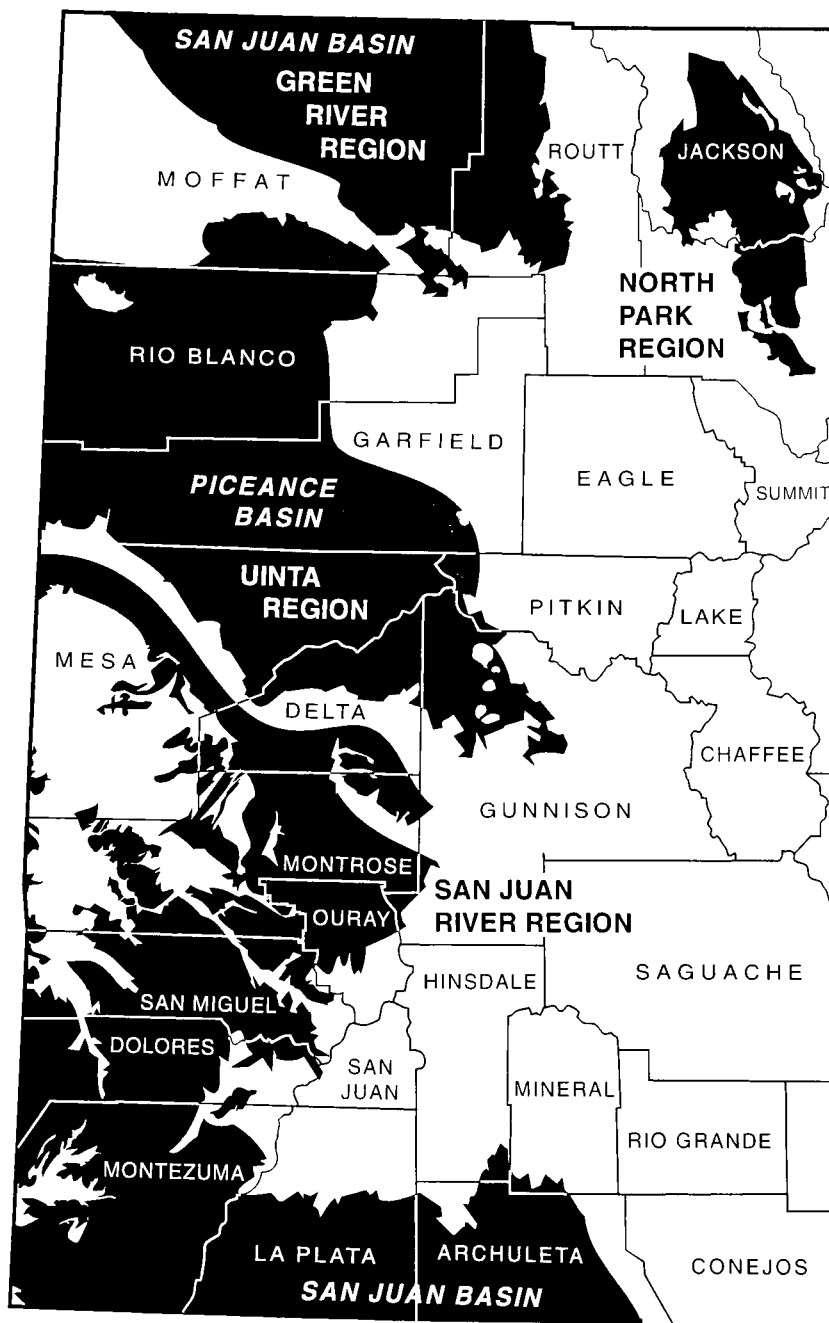 SAN JUAN BASIN
GREEN
RIVER
REGION
ROUTT
JACKSON
MOFFAT
NORTH
PARK
REGION
RIO BLANCO
GARFIELD
EAGLE
SUMMIT
PICEANCE
BASIN
UINTA
REGION
PITKIN
LAKE
MESA
DELTA
CHAFFEE
GUNNISON
MONTROSE
OURAY
SAN JUAN
RIVER REGION
SAGUACHE
HINSDALE
SAN MIGUEL
DOLORES
SAN
JUAN
MINERAL
RIO GRANDE
MONTEZUMA
LA PLATA
ARCHULETA
CONEJOS
SAN JUAN BASIN